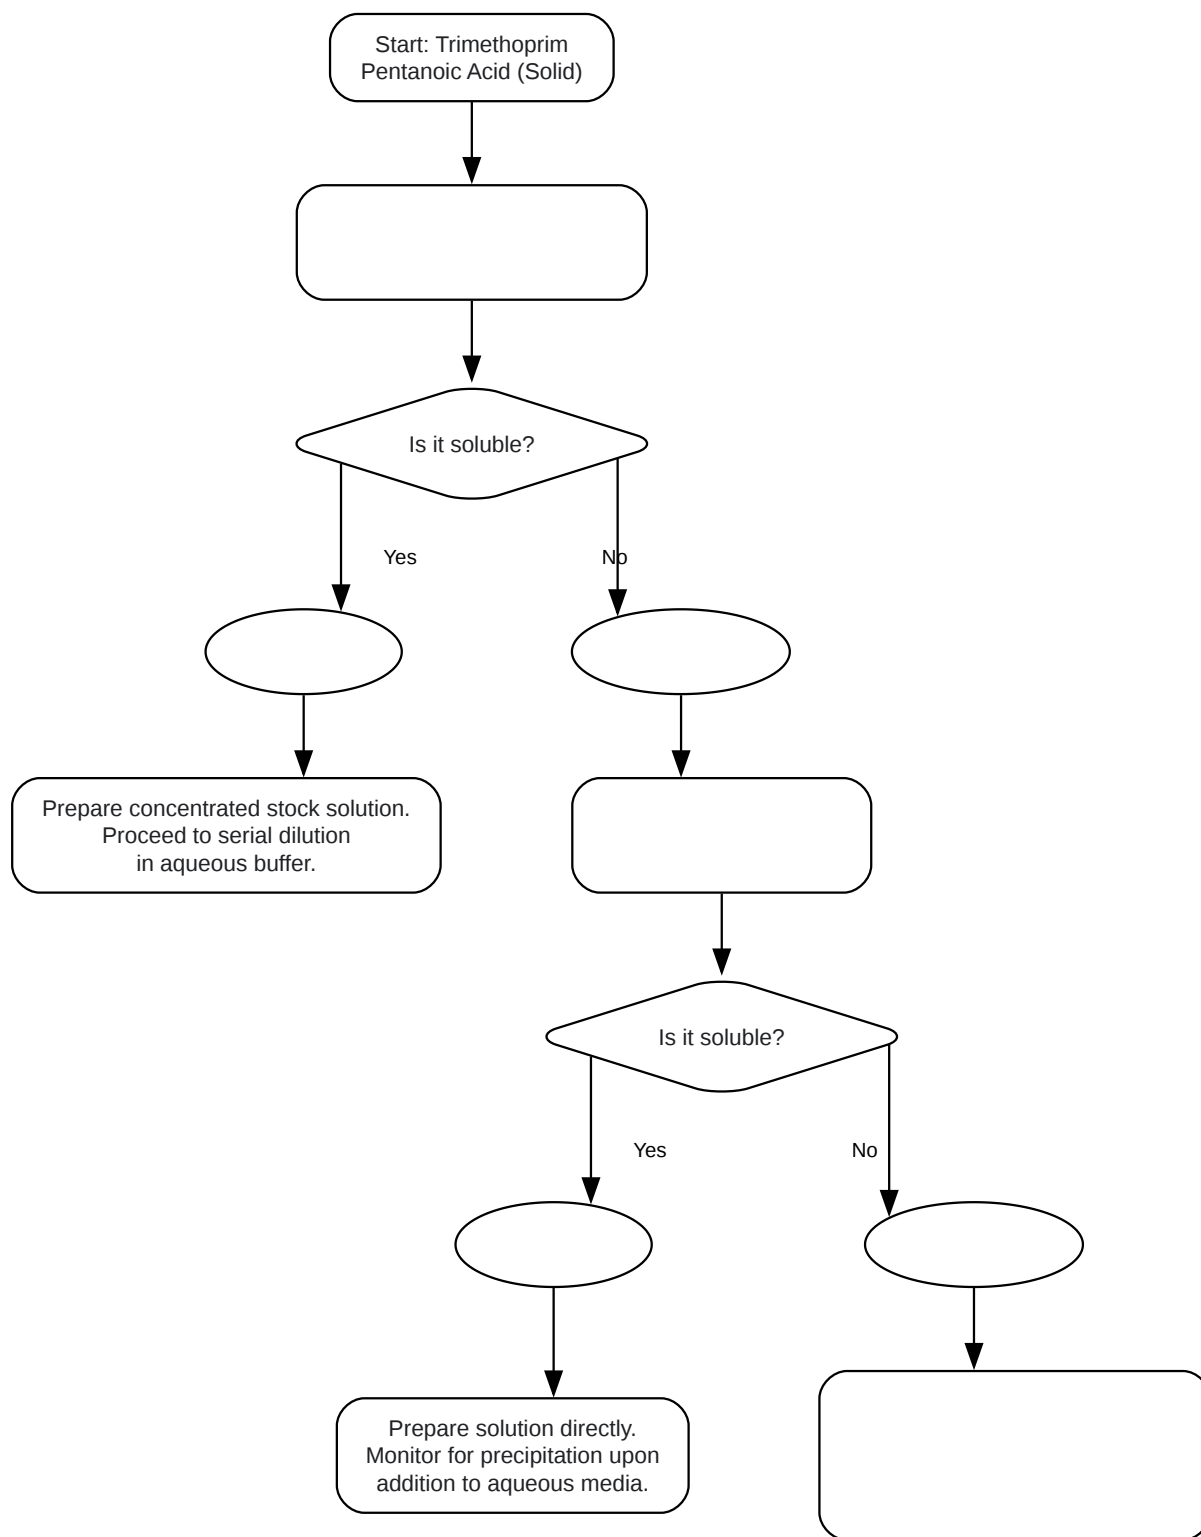 Start: Trimethoprim
Pentanoic Acid (Solid)
Is it soluble?
Yes
No
Prepare concentrated stock solution.
Proceed to serial dilution
in aqueous buffer.
Is it soluble?
Yes
No
Prepare solution directly.
Monitor for precipitation upon
addition to aqueous media.